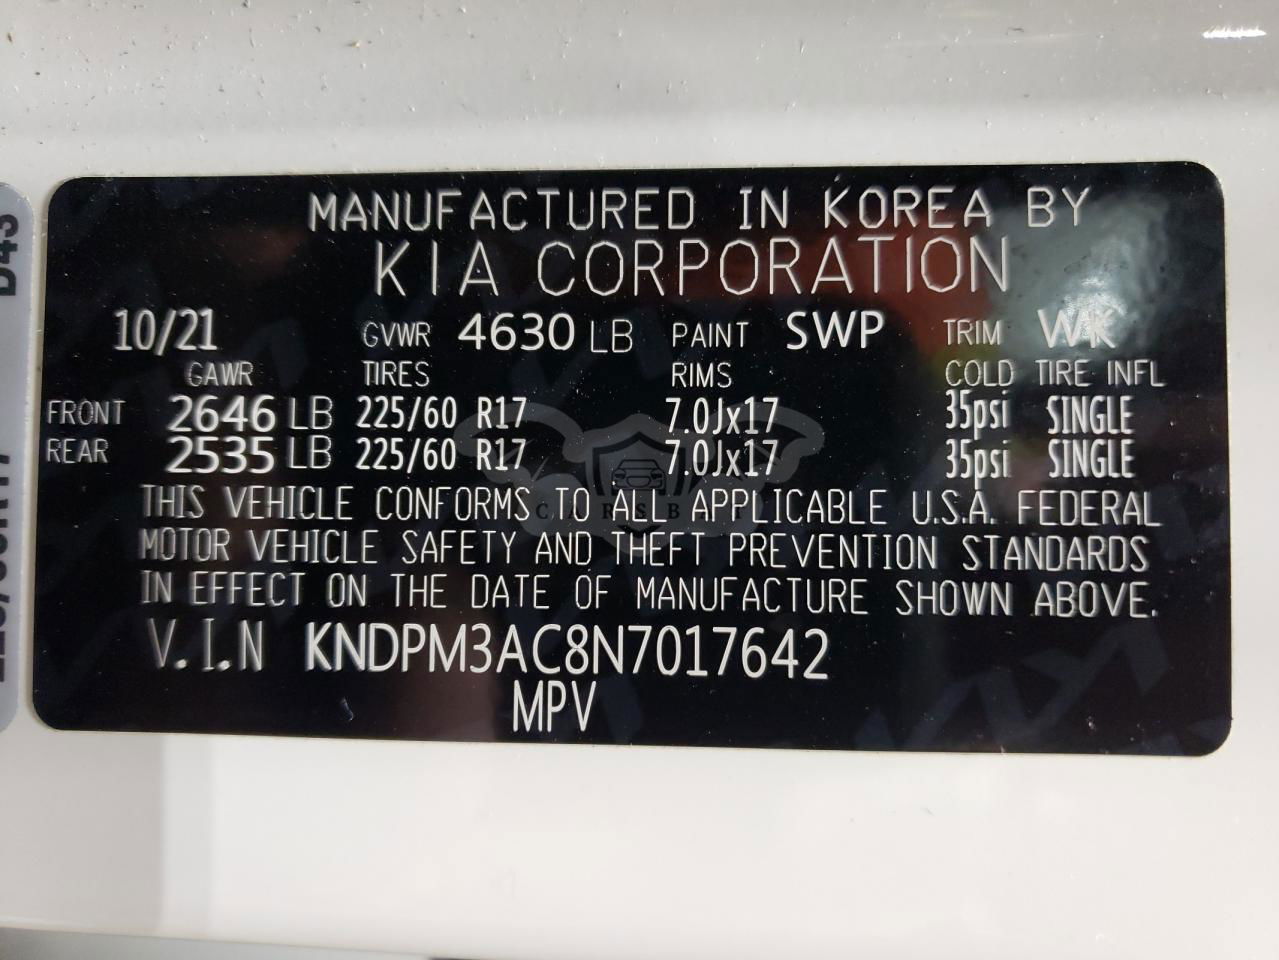 MANUFACTURED IN KOREA BY
KIA CORPORATION
10/21 GVWR 4630 LB PAINT SWP TRIM WK
GAWR TIRES RIMS COLD TIRE INFL
FRONT 2646 LB 225/60 R17 7.0Jx17 35psi SINGLE
REAR 2535 LB 225/60 R17 7.0Jx17 35psi SINGLE
THIS VEHICLE CONFORMS TO ALL APPLICABLE U.S.A. FEDERAL
MOTOR VEHICLE SAFETY AND THEFT PREVENTION STANDARDS
IN EFFECT ON THE DATE OF MANUFACTURE SHOWN ABOVE.
V.I.N KNDPM3AC8N7017642
MPV
D43